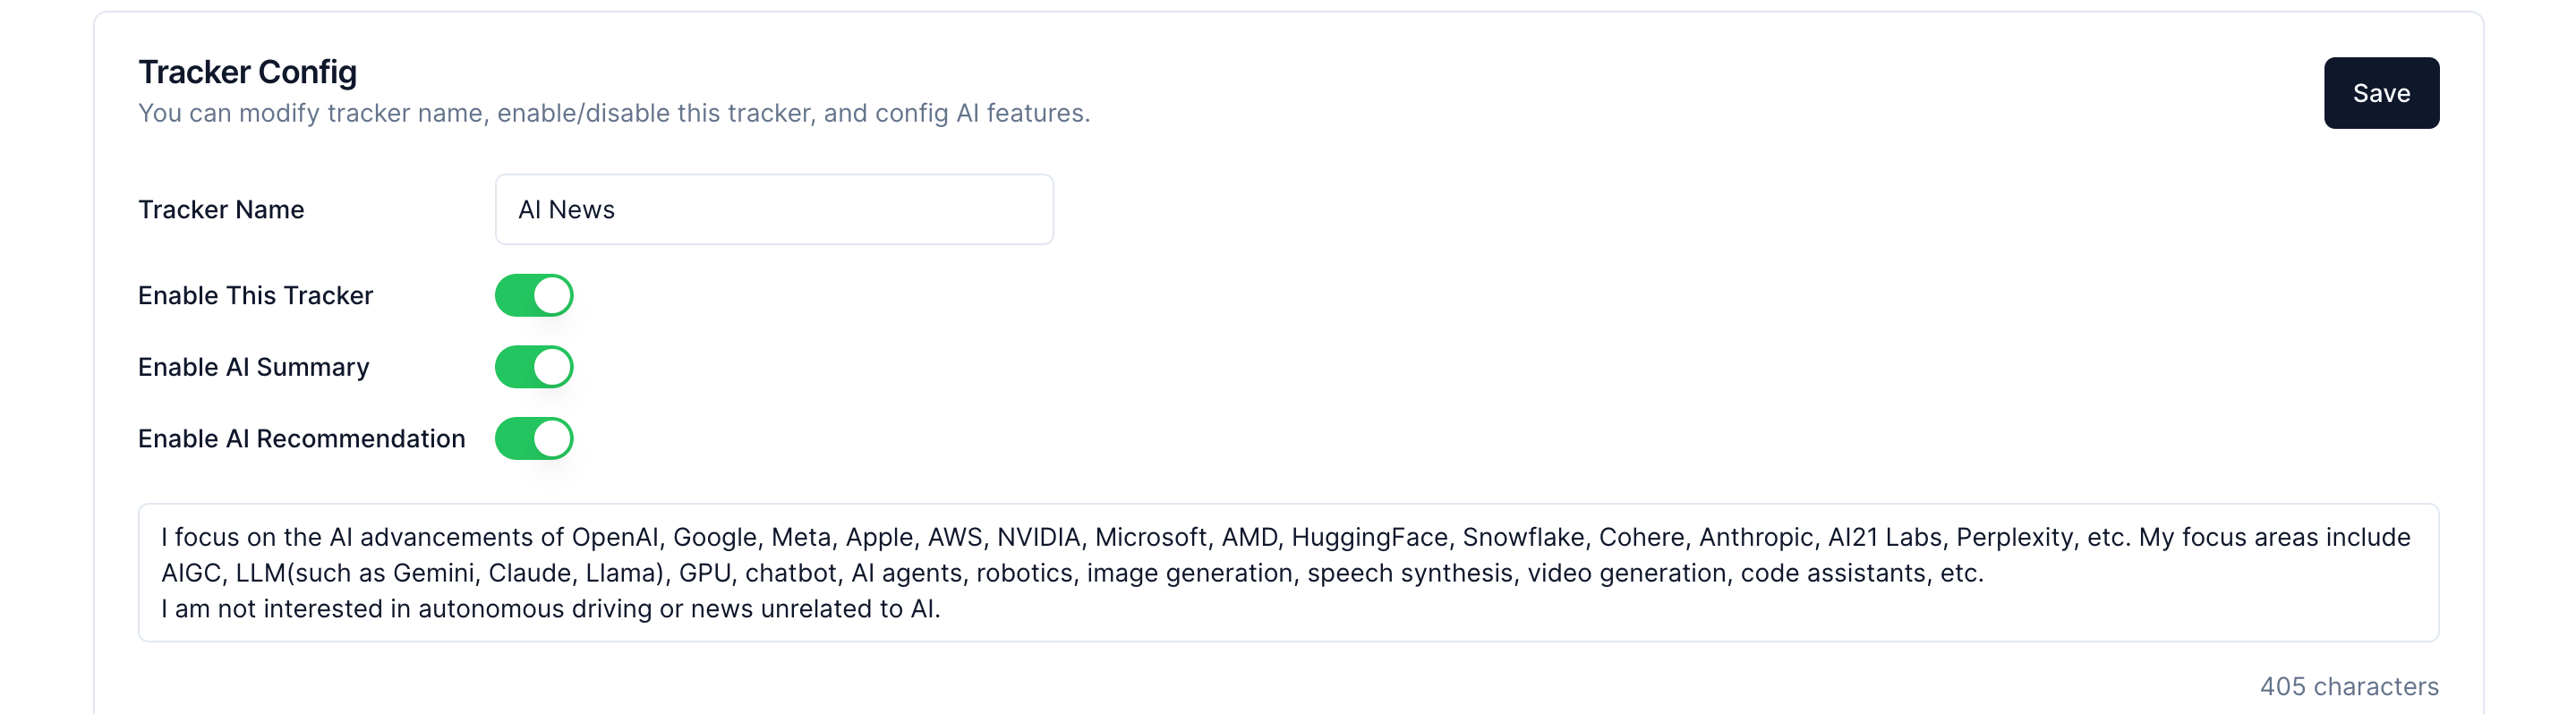 Tracker Config
Save
You can modify tracker name, enable/disable this tracker, and config AI features.
Tracker Name
AI News
Enable This Tracker
Enable AI Summary
Enable AI Recommendation
I focus on the AI advancements of OpenAI, Google, Meta, Apple, AWS, NVIDIA, Microsoft, AMD, HuggingFace, Snowflake, Cohere, Anthropic, AI21 Labs, Perplexity, etc. My focus areas include
AIGC, LLM(such as Gemini, Claude, Llama), GPU, chatbot, AI agents, robotics, image generation, speech synthesis, video generation, code assistants, etc.
I am not interested in autonomous driving or news unrelated to AI.
405 characters